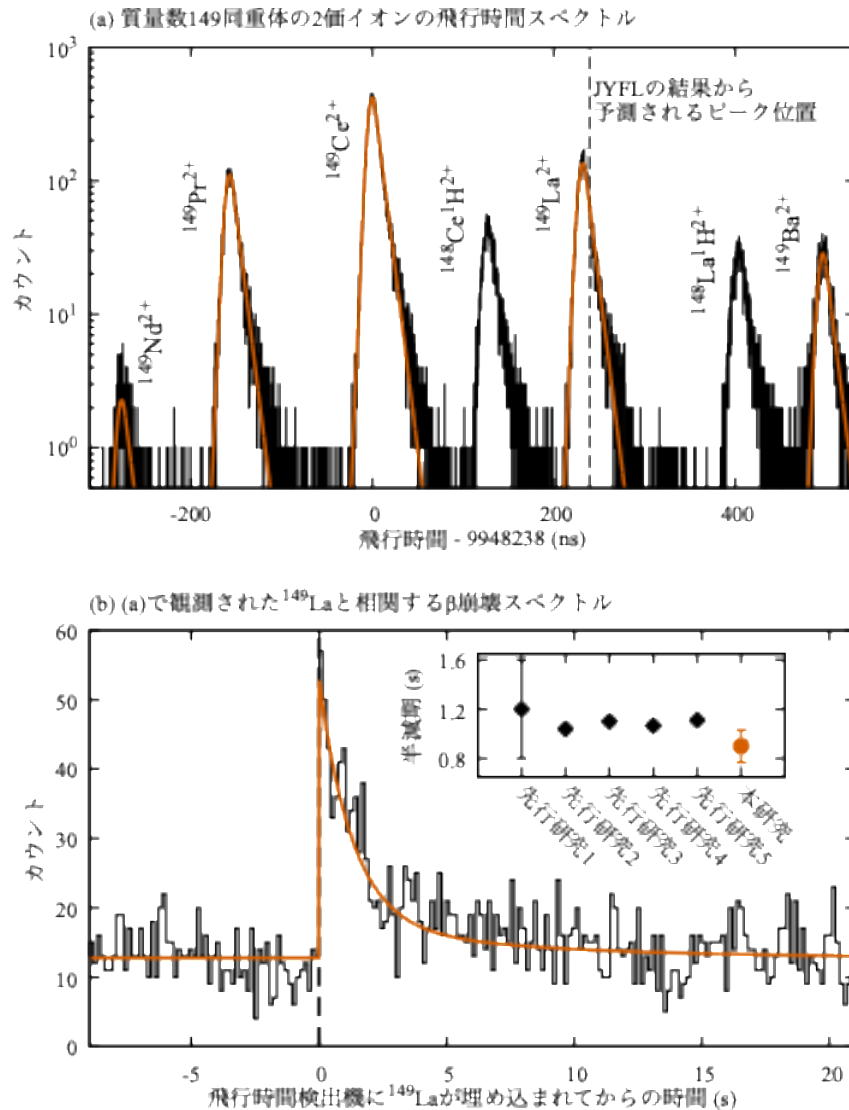 (a) 質量数149同重体の2価イオンの飛行時間スペクトル
10³
10²
10¹
10⁰
カウント
¹⁴⁹Nd²⁺
¹⁴⁹Pr²⁺
¹⁴⁹Ce²⁺
¹⁴⁸Ce¹H²⁺
¹⁴⁹La²⁺
¹⁴⁸La¹H²⁺
¹⁴⁹Ba²⁺
JYFLの結果から
予測されるピーク位置
-200 0 200 400
飛行時間 - 9948238 (ns)
(b) (a)で観測された¹⁴⁹Laと相関するβ崩壊スペクトル
60
50
40
30
20
10
0
カウント
半減期 (s)
1.6
1.2
0.8
先行研究1
先行研究2
先行研究3
先行研究4
先行研究5
本研究
-5 0 5 10 15 20
飛行時間検出機に¹⁴⁹Laが埋め込まれてからの時間 (s)